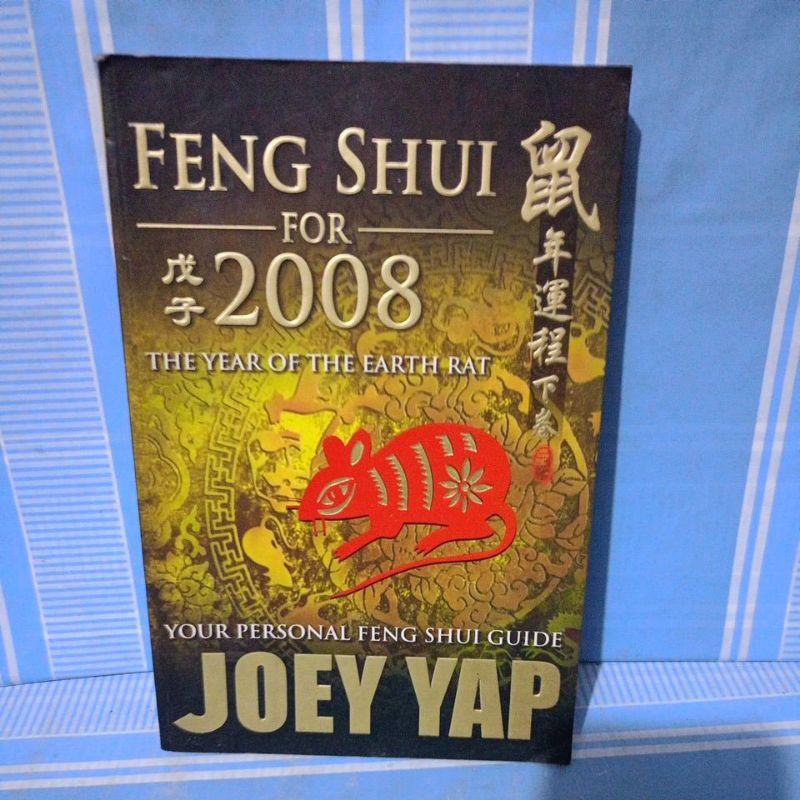 FENG SHUI
FOR
戊子
2008
THE YEAR OF THE EARTH RAT
鼠年運程下卷
YOUR PERSONAL FENG SHUI GUIDE
JOEY YAP